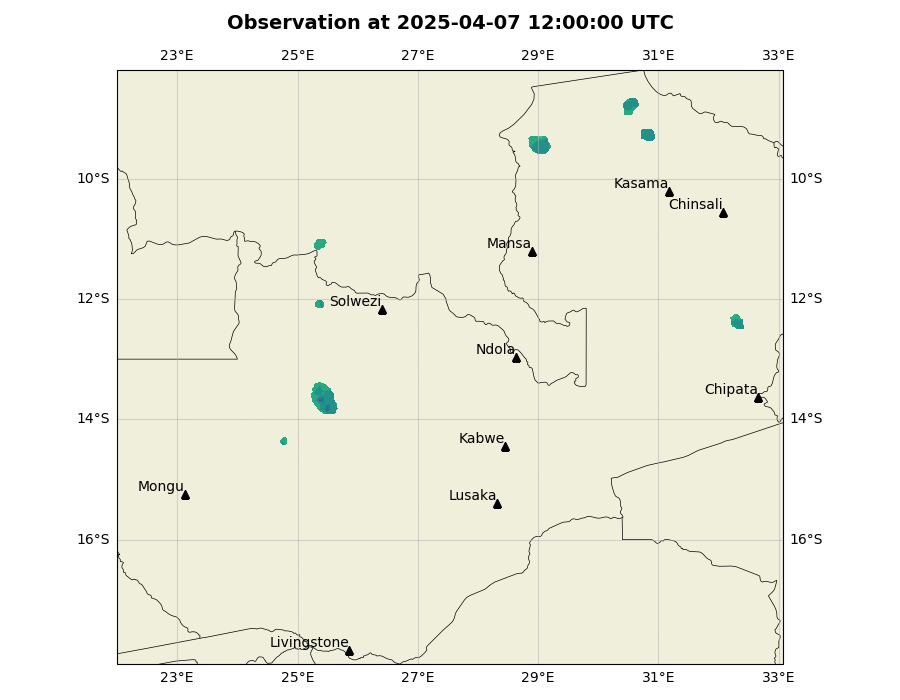 Observation at 2025-04-07 12:00:00 UTC
23°E 25°E 27°E 29°E 31°E 33°E
10°S 10°S
Kasama
Chinsali
Mansa
12°S 12°S
Solwezi
Ndola
Chipata
14°S 14°S
Kabwe
Mongu
Lusaka
16°S 16°S
Livingstone
23°E 25°E 27°E 29°E 31°E 33°E